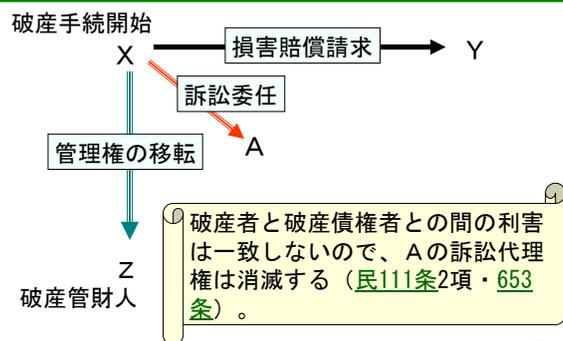 破産手続開始
X
損害賠償請求
Y
訴訟委任
A
管理権の移転
Z
破産管財人
破産者と破産債権者との間の利害
は一致しないので、Aの訴訟代理
権は消滅する（民111条2項・653
条）。